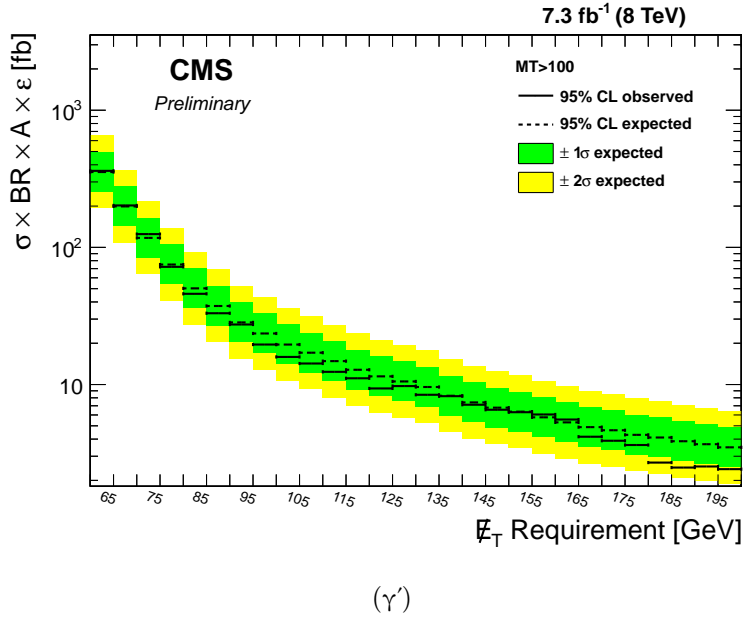 7.3 fb⁻¹ (8 TeV)
σ × BR × A × ε [fb]
CMS
Preliminary
MT>100
95% CL observed
95% CL expected
± 1σ expected
± 2σ expected
10³
10²
10
65 75 85 95 105 115 125 135 145 155 165 175 185 195
E̸_T Requirement [GeV]
(γ′)